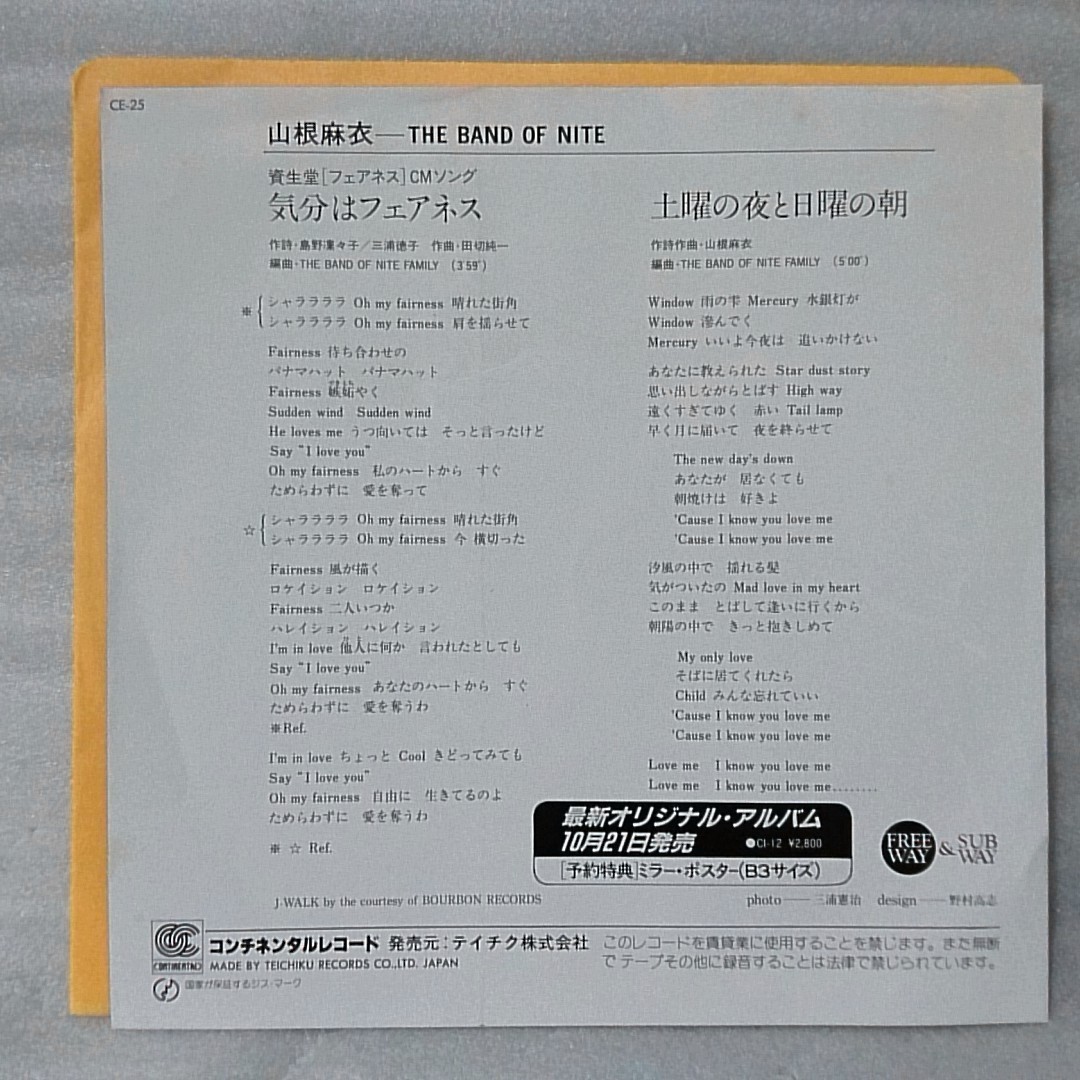 CE-25
山根麻衣—THE BAND OF NITE
資生堂[フェアネス]CMソング
気分はフェアネス
作詩・島野凜々子／三浦徳子 作曲・田切純一
編曲・THE BAND OF NITE FAMILY (3′59″)
※ シャラララララ Oh my fairness 晴れた街角
シャラララララ Oh my fairness 肩を揺らせて
Fairness 待ち合わせの
パナマハット パナマハット
Fairness 嫉妬やく
Sudden wind Sudden wind
He loves me うつ向いては そっと言ったけど
Say “I love you”
Oh my fairness 私のハートから すぐ
ためらわずに 愛を奪って
☆ シャラララララ Oh my fairness 晴れた街角
シャラララララ Oh my fairness 今 横切った
Fairness 風が描く
ロケイション ロケイション
Fairness 二人いつか
ハレイション ハレイション
I'm in love 他人に何か 言われたとしても
Say “I love you”
Oh my fairness あなたのハートから すぐ
ためらわずに 愛を奪うわ
※Ref.
I'm in love ちょっと Cool きどってみても
Say “I love you”
Oh my fairness 自由に 生きてるのよ
ためらわずに 愛を奪うわ
※ ☆ Ref.
土曜の夜と日曜の朝
作詩作曲・山根麻衣
編曲・THE BAND OF NITE FAMILY (5′00″)
Window 雨の雫 Mercury 水銀灯が
Window 滲んでく
Mercury いいよ今夜は 追いかけない
あなたに教えられた Star dust story
思い出しながらとばす High way
遠くすぎてゆく 赤い Tail lamp
早く月に届いて 夜を終らせて
The new day's down
あなたが 居なくても
朝焼けは 好きよ
'Cause I know you love me
'Cause I know you love me
汐風の中で 揺れる髪
気がついたの Mad love in my heart
このまま とばして逢いに行くから
朝陽の中で きっと抱きしめて
My only love
そばに居てくれたら
Child みんな忘れていい
'Cause I know you love me
'Cause I know you love me
Love me I know you love me
Love me I know you love me........
最新オリジナル・アルバム
10月21日発売 ●CI-12 ¥2,800
[予約特典]ミラー・ポスター(B3サイズ)
FREE WAY & SUB WAY
J-WALK by the courtesy of BOURBON RECORDS
photo—三浦憲治 design—野村高志
CONTINENTAL
コンチネンタルレコード 発売元：テイチク株式会社
MADE BY TEICHIKU RECORDS CO.,LTD. JAPAN
国家が保証するジス・マーク
このレコードを賃貸業に使用することを禁じます。また無断
でテープその他に録音することは法律で禁じられています。